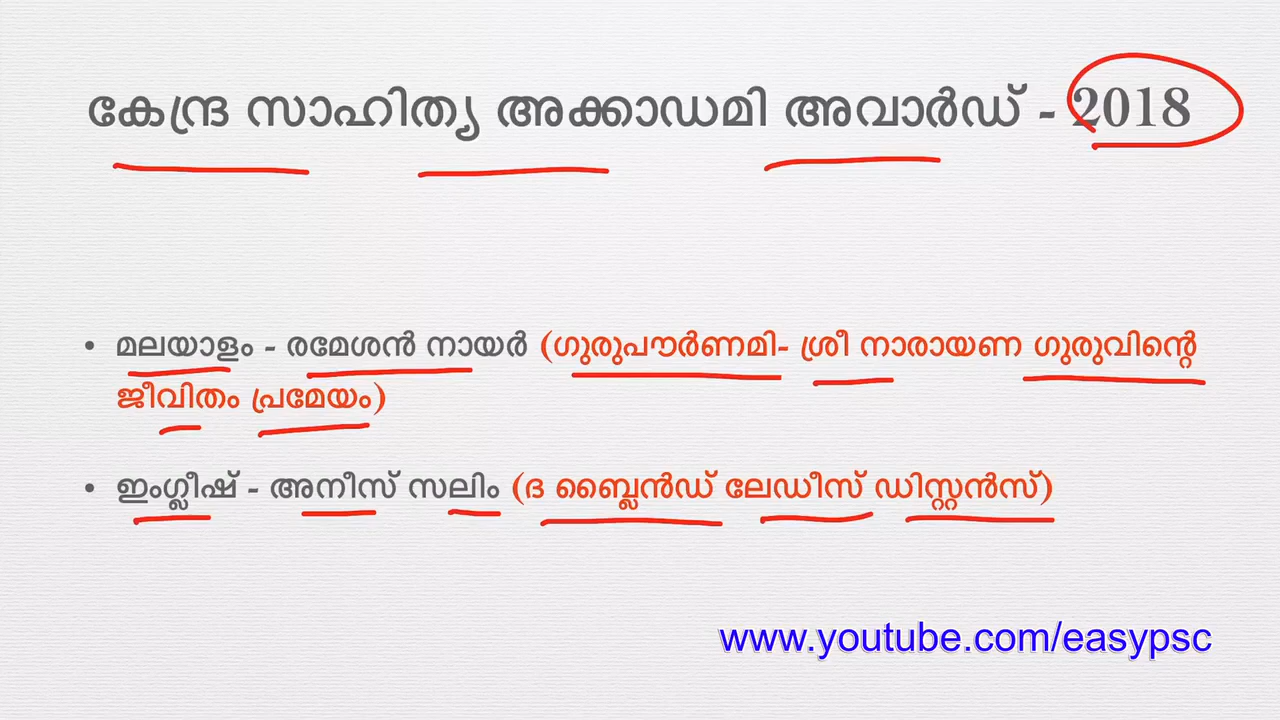 കേന്ദ്ര സാഹിത്യ അക്കാഡമി അവാർഡ് - 2018
• മലയാളം - രമേശൻ നായർ (ഗുരുപൗർണമി- ശ്രീ നാരായണ ഗുരുവിന്റെ
ജീവിതം പ്രമേയം)
• ഇംഗ്ലീഷ് - അനീസ് സലിം (ദ ബ്ലൈൻഡ് ലേഡീസ് ഡിസ്റ്റൻസ്)
www.youtube.com/easypsc